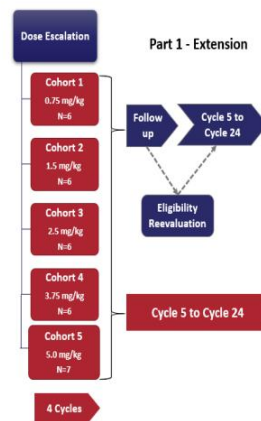 Dose Escalation
Part 1 - Extension
Cohort 1
0.75 mg/kg
N=6
Cohort 2
1.5 mg/kg
N=6
Cohort 3
2.5 mg/kg
N=6
Cohort 4
3.75 mg/kg
N=6
Cohort 5
5.0 mg/kg
N=7
4 Cycles
Follow
up
Cycle 5 to
Cycle 24
Eligibility
Reevaluation
Cycle 5 to Cycle 24